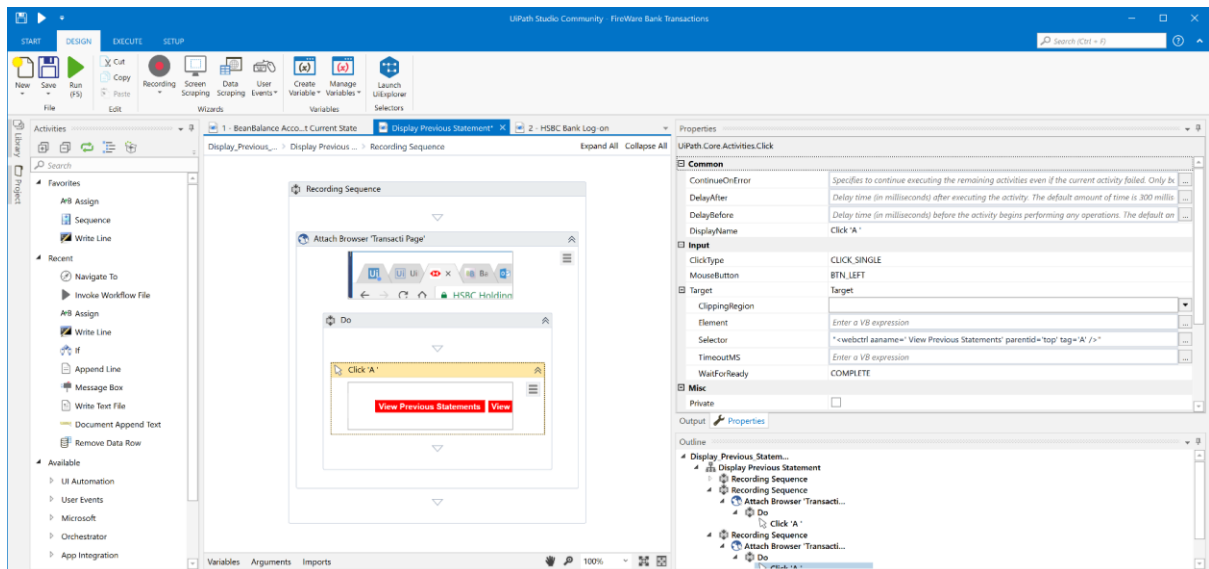 UiPath Studio Community - FireWare Bank Transactions
START DESIGN EXECUTE SETUP
Search (Ctrl + F)
New
Save
Run
(F5)
Cut
Copy
Paste
Recording
Screen
Scraping
Data
Scraping
User
Events
Create
Variable
Manage
Variables
Launch
UiExplorer
File Edit Wizards Variables Selectors
Library
Project
Activities
Search
Favorites
A+B Assign
Sequence
Write Line
Recent
Navigate To
Invoke Workflow File
A+B Assign
Write Line
If
Append Line
Message Box
Write Text File
Document Append Text
Remove Data Row
Available
UI Automation
User Events
Microsoft
Orchestrator
App Integration
1 - BeanBalance Acco...t Current State
Display Previous Statement*
2 - HSBC Bank Log-on
Display_Previous_... > Display Previous ... > Recording Sequence
Expand All Collapse All
Recording Sequence
Attach Browser 'Transacti Page'
Ui
Ui
Ba
HSBC Holding
Do
Click 'A '
View Previous Statements
View
Variables Arguments Imports
100%
Properties
UiPath.Core.Activities.Click
Common
ContinueOnError Specifies to continue executing the remaining activities even if the current activity failed. Only
DelayAfter Delay time (in milliseconds) after executing the activity. The default amount of time is 300 millis
DelayBefore Delay time (in milliseconds) before the activity begins performing any operations. The default am
DisplayName Click 'A '
Input
ClickType CLICK_SINGLE
MouseButton BTN_LEFT
Target Target
ClippingRegion
Element Enter a VB expression
Selector "<webctrl aaname=' View Previous Statements' parentid='top' tag='A' />"
TimeoutMS Enter a VB expression
WaitForReady COMPLETE
Misc
Private
Output Properties
Outline
Display_Previous_Statem...
Display Previous Statement
Recording Sequence
Recording Sequence
Attach Browser 'Transacti...
Do
Click 'A '
Recording Sequence
Attach Browser 'Transacti...
Do
Click 'A '